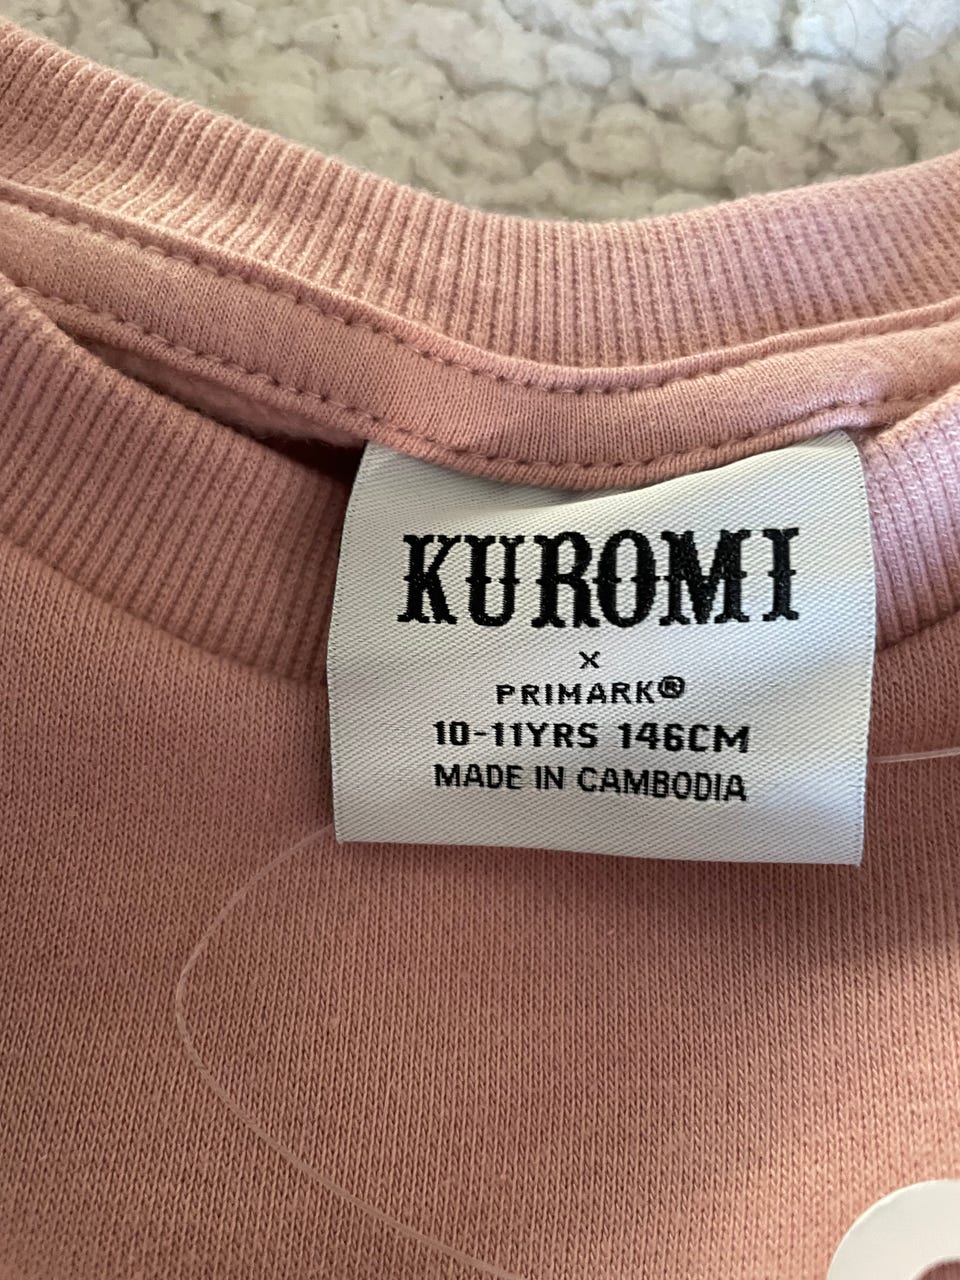 KUROMI
x
PRIMARK®
10-11YRS 146CM
MADE IN CAMBODIA